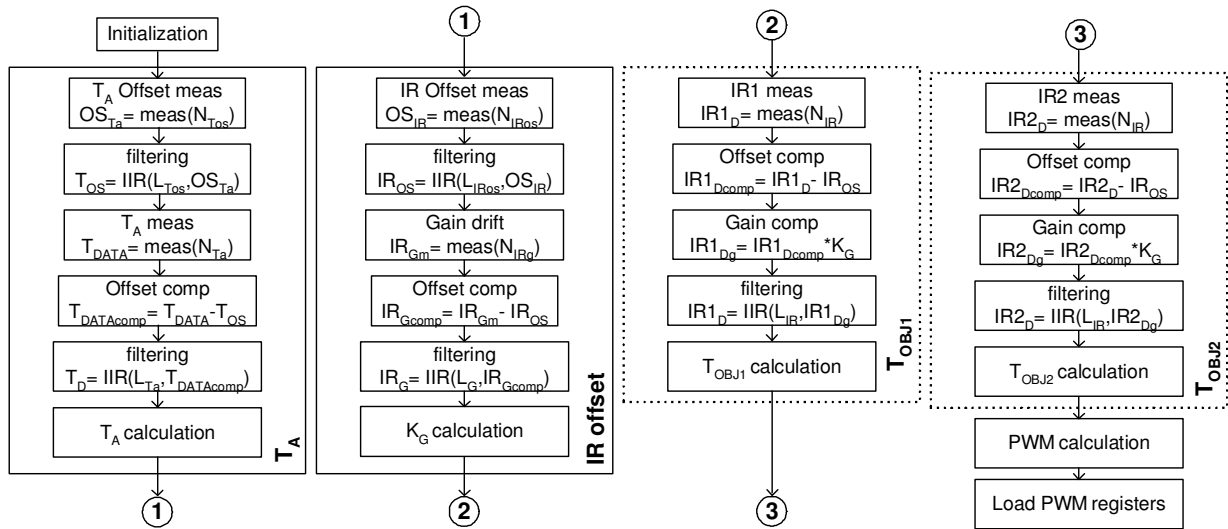 Initialization
T_A Offset meas
OS_Ta= meas(N_Tos)
filtering
T_OS= IIR(L_Tos,OS_Ta)
T_A meas
T_DATA= meas(N_Ta)
Offset comp
T_DATAcomp= T_DATA-T_OS
filtering
T_D= IIR(L_Ta,T_DATAcomp)
T_A calculation
T_A
1
1
IR Offset meas
OS_IR= meas(N_IRos)
filtering
IR_OS= IIR(L_IRos,OS_IR)
Gain drift
IR_Gm= meas(N_IRg)
Offset comp
IR_Gcomp= IR_Gm- IR_OS
filtering
IR_G= IIR(L_G,IR_Gcomp)
K_G calculation
IR offset
2
2
IR1 meas
IR1_D= meas(N_IR)
Offset comp
IR1_Dcomp= IR1_D- IR_OS
Gain comp
IR1_Dg= IR1_Dcomp*K_G
filtering
IR1_D= IIR(L_IR,IR1_Dg)
T_OBJ1 calculation
T_OBJ1
3
3
IR2 meas
IR2_D= meas(N_IR)
Offset comp
IR2_Dcomp= IR2_D- IR_OS
Gain comp
IR2_Dg= IR2_Dcomp*K_G
filtering
IR2_D= IIR(L_IR,IR2_Dg)
T_OBJ2 calculation
T_OBJ2
PWM calculation
Load PWM registers